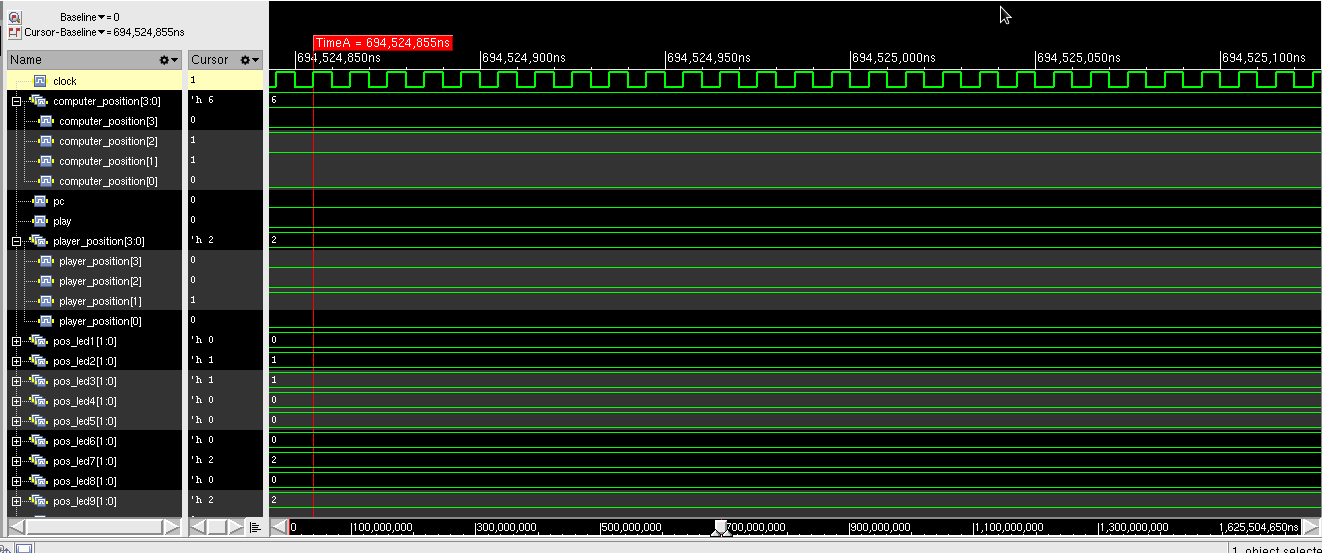 Baseline▼= 0
Cursor-Baseline▼= 694,524,855ns
TimeA = 694,524,855ns
Name Cursor 694,524,850ns 694,524,900ns 694,524,950ns 694,525,000ns 694,525,050ns 694,525,100ns
clock 1
computer_position[3:0] 'h 6 6
computer_position[3] 0
computer_position[2] 1
computer_position[1] 1
computer_position[0] 0
pc 0
play 0
player_position[3:0] 'h 2 2
player_position[3] 0
player_position[2] 0
player_position[1] 1
player_position[0] 0
pos_led1[1:0] 'h 0 0
pos_led2[1:0] 'h 1 1
pos_led3[1:0] 'h 1 1
pos_led4[1:0] 'h 0 0
pos_led5[1:0] 'h 0 0
pos_led6[1:0] 'h 0 0
pos_led7[1:0] 'h 2 2
pos_led8[1:0] 'h 0 0
pos_led9[1:0] 'h 2 2
0 100,000,000 300,000,000 500,000,000 700,000,000 900,000,000 1,100,000,000 1,300,000,000 1,625,504,650ns
1 object selecte